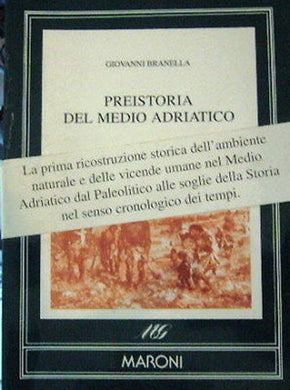 GIOVANNI BRANELLA
PREISTORIA
DEL MEDIO ADRIATICO
La prima ricostruzione storica dell'ambiente
naturale e delle vicende umane nel Medio
Adriatico dal Paleolitico alle soglie della Storia
nel senso cronologico dei tempi.
MARONI